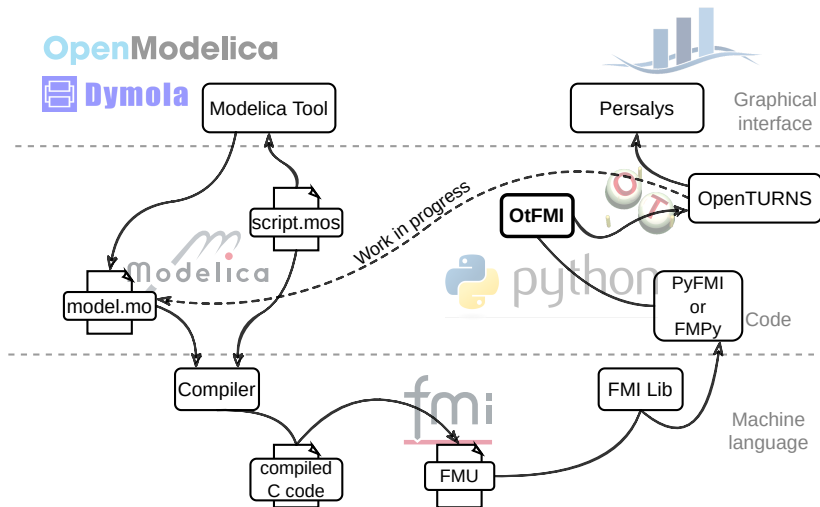 OpenModelica
Dymola
Modelica Tool
Persalys
Graphical
interface
script.mos
Work in progress
OtFMI
O
T
OpenTURNS
Modelica
python
model.mo
PyFMI
or
FMPy
Code
Compiler
fmi
FMI Lib
Machine
language
compiled
C code
FMU